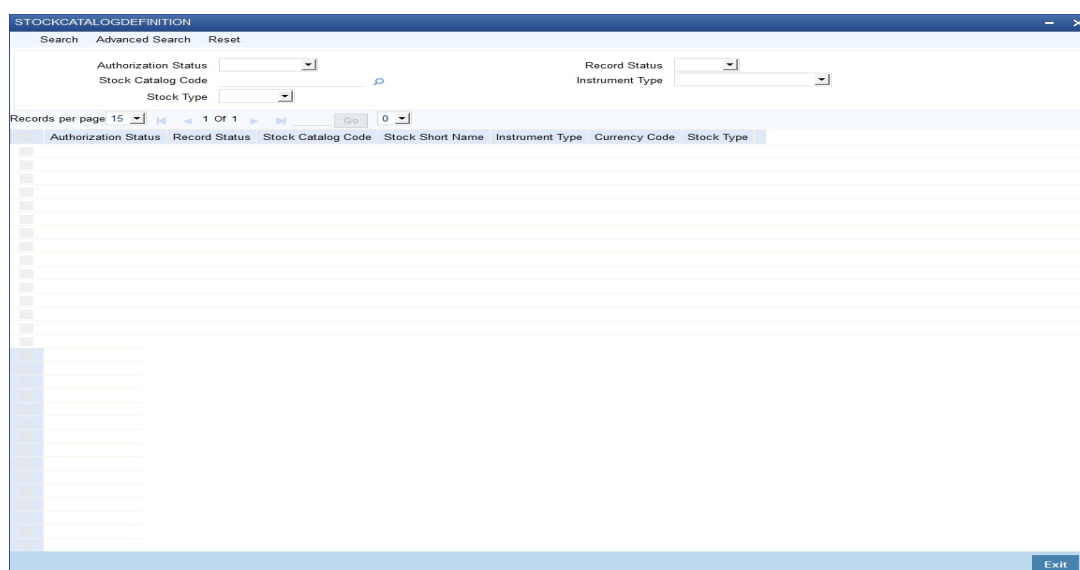 STOCKCATALOGDEFINITION
Search Advanced Search Reset
Authorization Status Record Status
Stock Catalog Code Instrument Type
Stock Type
Records per page 15 1 Of 1 Go 0
Authorization Status Record Status Stock Catalog Code Stock Short Name Instrument Type Currency Code Stock Type
Exit